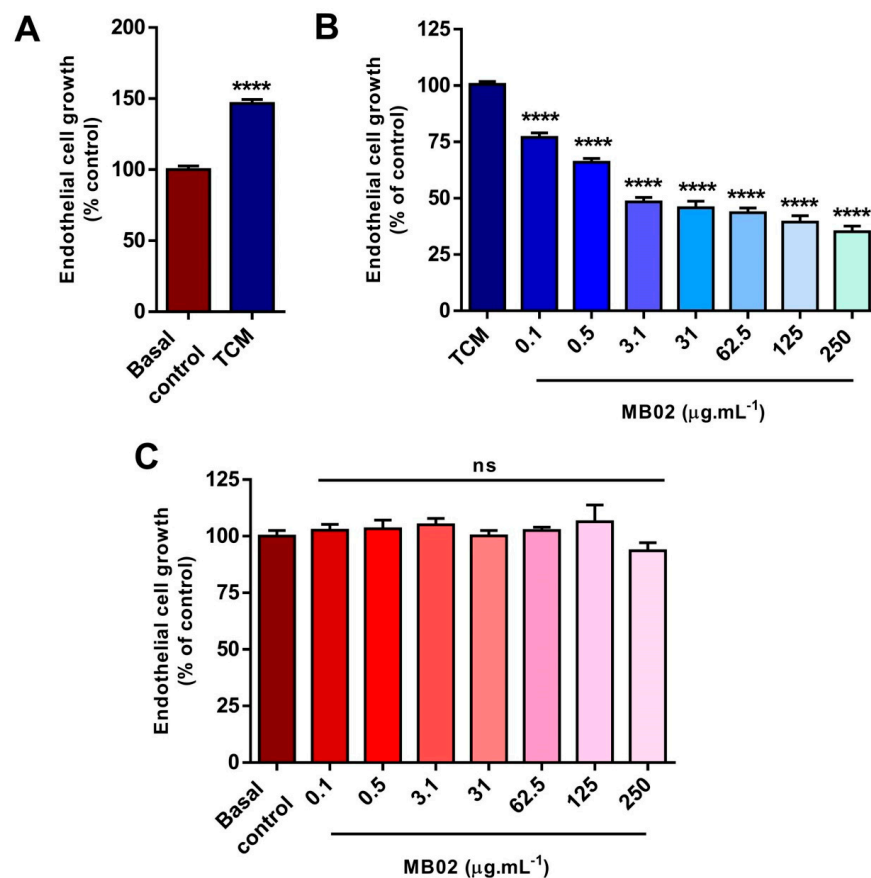 A
Endothelial cell growth
(% control)
200
150
100
50
0
****
Basal
control
TCM
B
Endothelial cell growth
(% of control)
125
100
75
50
25
0
**** **** **** **** **** **** ****
TCM 0.1 0.5 3.1 31 62.5 125 250
MB02 (μg.mL⁻¹)
C
Endothelial cell growth
(% of control)
125
100
75
50
25
0
ns
Basal
control
0.1 0.5 3.1 31 62.5 125 250
MB02 (μg.mL⁻¹)